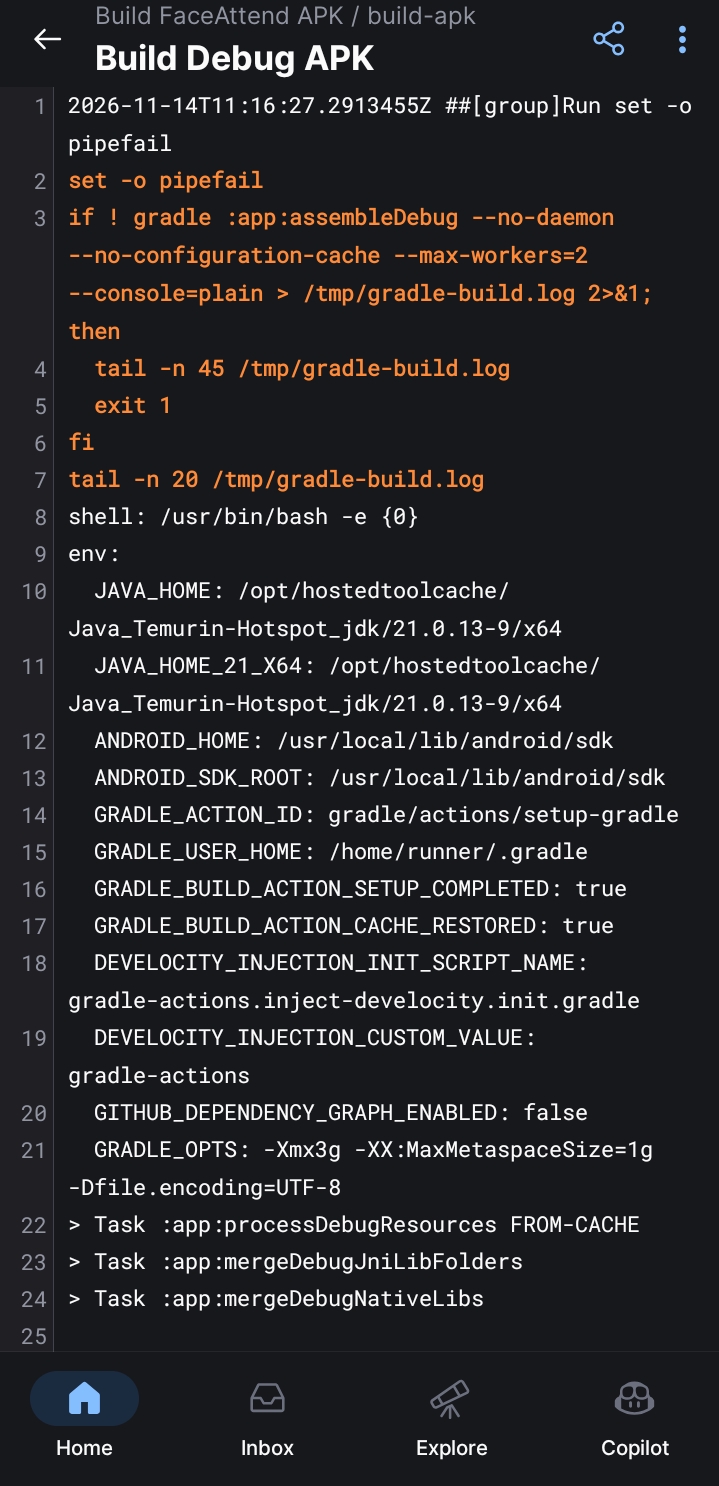 Build FaceAttend APK / build-apk
Build Debug APK
1 2026-11-14T11:16:27.2913455Z ##[group]Run set -o
pipefail
2 set -o pipefail
3 if ! gradle :app:assembleDebug --no-daemon
--no-configuration-cache --max-workers=2
--console=plain > /tmp/gradle-build.log 2>&1;
then
4 tail -n 45 /tmp/gradle-build.log
5 exit 1
6 fi
7 tail -n 20 /tmp/gradle-build.log
8 shell: /usr/bin/bash -e {0}
9 env:
10 JAVA_HOME: /opt/hostedtoolcache/
Java_Temurin-Hotspot_jdk/21.0.13-9/x64
11 JAVA_HOME_21_X64: /opt/hostedtoolcache/
Java_Temurin-Hotspot_jdk/21.0.13-9/x64
12 ANDROID_HOME: /usr/local/lib/android/sdk
13 ANDROID_SDK_ROOT: /usr/local/lib/android/sdk
14 GRADLE_ACTION_ID: gradle/actions/setup-gradle
15 GRADLE_USER_HOME: /home/runner/.gradle
16 GRADLE_BUILD_ACTION_SETUP_COMPLETED: true
17 GRADLE_BUILD_ACTION_CACHE_RESTORED: true
18 DEVELOCITY_INJECTION_INIT_SCRIPT_NAME:
gradle-actions.inject-develocity.init.gradle
19 DEVELOCITY_INJECTION_CUSTOM_VALUE:
gradle-actions
20 GITHUB_DEPENDENCY_GRAPH_ENABLED: false
21 GRADLE_OPTS: -Xmx3g -XX:MaxMetaspaceSize=1g
-Dfile.encoding=UTF-8
22 > Task :app:processDebugResources FROM-CACHE
23 > Task :app:mergeDebugJniLibFolders
24 > Task :app:mergeDebugNativeLibs
25
Home Inbox Explore Copilot